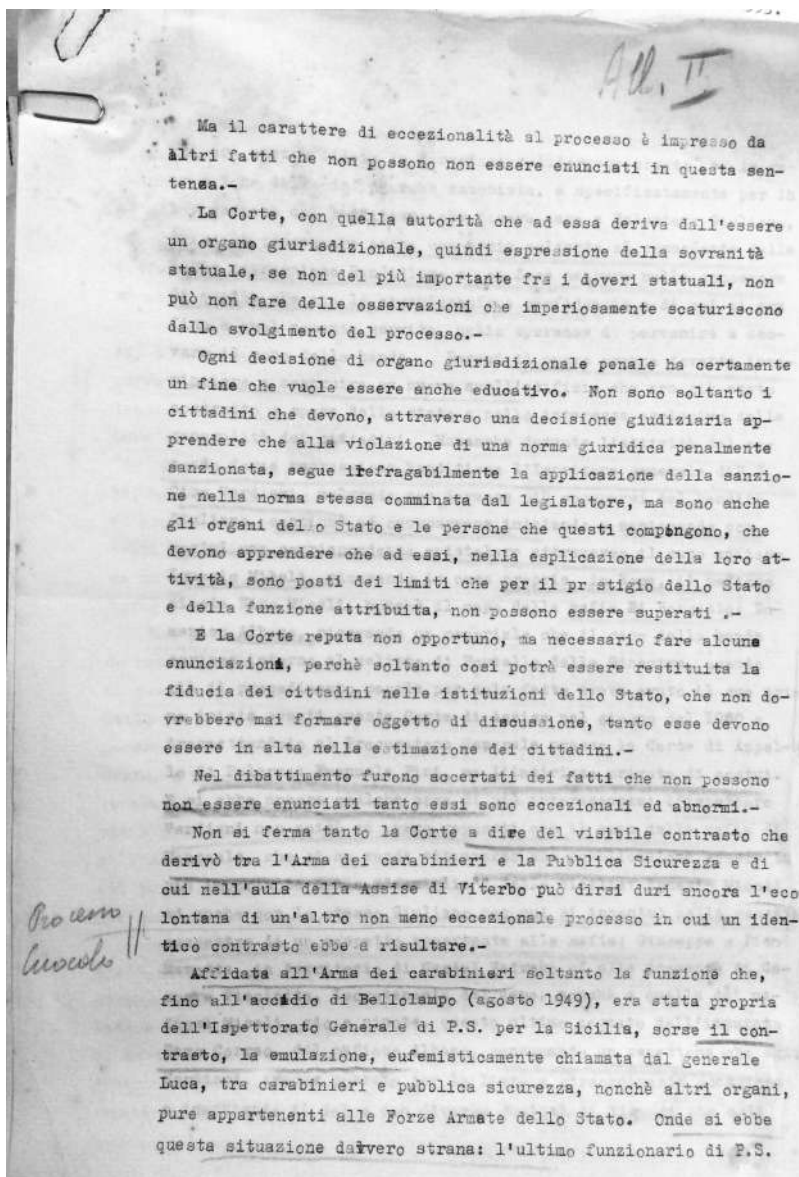 All. II
Ma il carattere di eccezionalità al processo è impresso da
altri fatti che non possono non essere enunciati in questa sen-
tenza.-
La Corte, con quella autorità che ad essa deriva dall'essere
un organo giurisdizionale, quindi espressione della sovranità
statuale, se non del più importante fra i doveri statuali, non
può non fare delle osservazioni che imperiosamente scaturiscono
dallo svolgimento del processo.-
Ogni decisione di organo giurisdizionale penale ha certamente
un fine che vuole essere anche educativo. Non sono soltanto i
cittadini che devono, attraverso una decisione giudiziaria ap-
prendere che alla violazione di una norma giuridica penalmente
sanzionata, segue irrefragabilmente la applicazione della sanzio-
ne nella norma stessa comminata dal legislatore, ma sono anche
gli organi dello Stato e le persone che questi compongono, che
devono apprendere che ad essi, nella esplicazione della loro at-
tività, sono posti dei limiti che per il pr stigio dello Stato
e della funzione attribuita, non possono essere superati .-
E la Corte reputa non opportuno, ma necessario fare alcune
enunciazioni, perchè soltanto così potrà essere restituita la
fiducia dei cittadini nelle istituzioni dello Stato, che non do-
vrebbero mai formare oggetto di discussione, tanto esse devono
essere in alta nella estimazione dei cittadini.-
Nel dibattimento furono accertati dei fatti che non possono
non essere enunciati tanto essi sono eccezionali ed abnormi.-
Non si ferma tanto la Corte a dire del visibile contrasto che
derivò tra l'Arma dei carabinieri e la Pubblica Sicurezza e di
cui nell'aula della Assise di Viterbo può dirsi duri ancora l'eco
lontana di un'altro non meno eccezionale processo in cui un iden-
tico contrasto ebbe a risultare.-
Processo
Cuocolo
Affidata all'Arma dei carabinieri soltanto la funzione che,
fino all'eccidio di Bellolampo (agosto 1949), era stata propria
dell'Ispettorato Generale di P.S. per la Sicilia, sorse il con-
trasto, la emulazione, eufemisticamente chiamata dal generale
Luca, tra carabinieri e pubblica sicurezza, nonchè altri organi,
pure appartenenti alle Forze Armate dello Stato. Onde si ebbe
questa situazione davvero strana: l'ultimo funzionario di P.S.